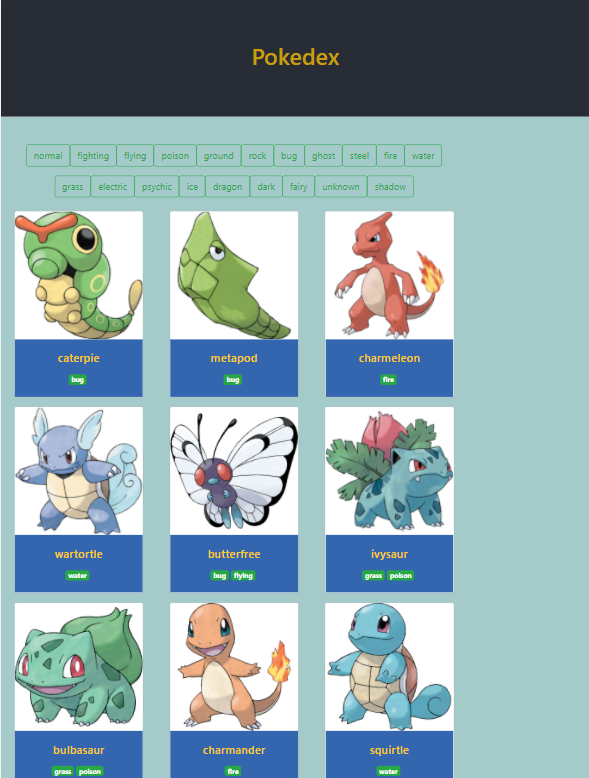 Pokedex
normal fighting flying poison ground rock bug ghost steel fire water
grass electric psychic ice dragon dark fairy unknown shadow
caterpie metapod charmeleon
bug bug fire
wartortle butterfree ivysaur
water bug flying grass poison
bulbasaur charmander squirtle
grass poison fire water